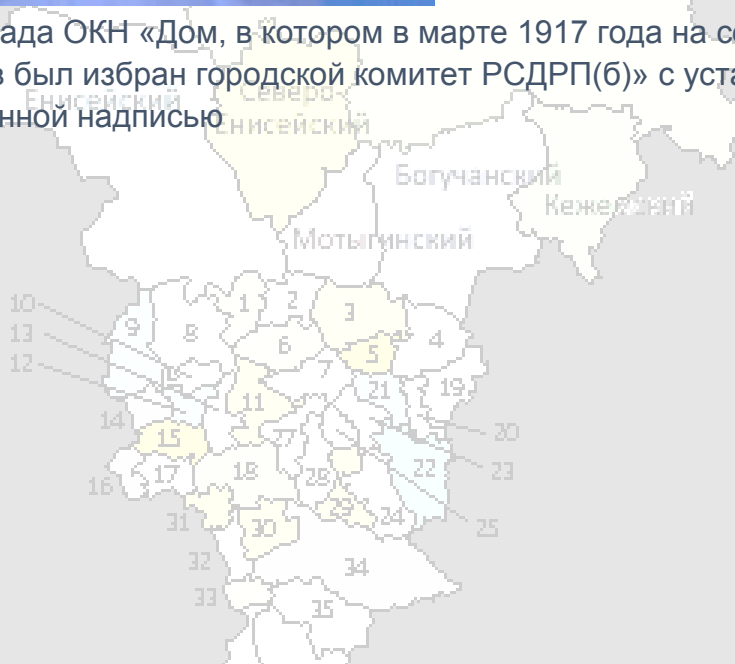 ада ОКН «Дом, в котором в марте 1917 года на со
в был избран городской комитет РСДРП(б)» с уста
нной надписью
Енисейский
Северо-
Енисейский
Богучанский
Кежемский
Мотыгинский
1 2 3 4
10 9 8
13 6 5
12 7
11 21 19
14 15 20
16 17 18 28 22 23
31 30 29 24 25
32 34
33 35